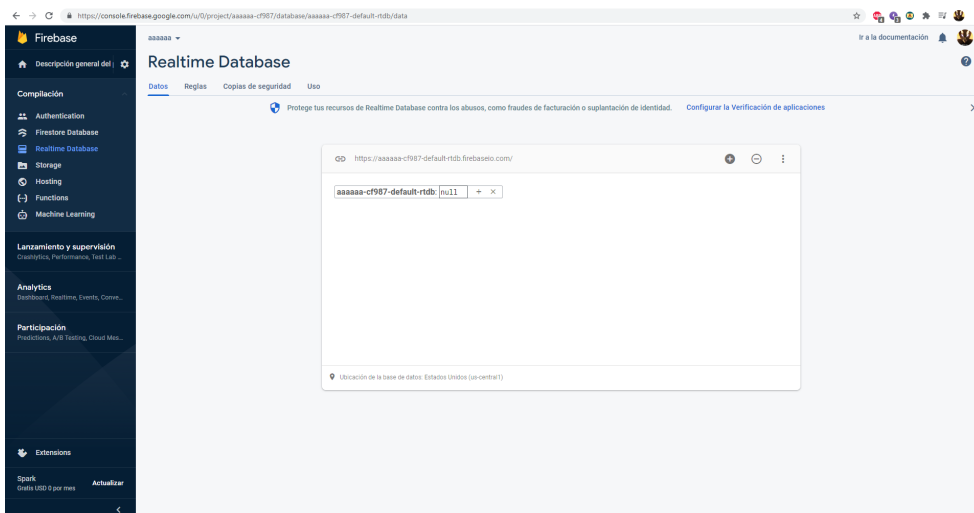 https://console.firebase.google.com/u/0/project/aaaaaa-cf987/database/aaaaaa-cf987-default-rtdb/data
Firebase
aaaaaa
Ir a la documentación
Descripción general del
Realtime Database
Datos Reglas Copias de seguridad Uso
Compilación
Protege tus recursos de Realtime Database contra los abusos, como fraudes de facturación o suplantación de identidad. Configurar la Verificación de aplicaciones
Authentication
Firestore Database
Realtime Database
Storage
Hosting
Functions
Machine Learning
https://aaaaaa-cf987-default-rtdb.firebaseio.com/
aaaaaa-cf987-default-rtdb: null + ×
Lanzamiento y supervisión
Crashlytics, Performance, Test Lab ...
Analytics
Dashboard, Realtime, Events, Conve...
Participación
Predictions, A/B Testing, Cloud Mes...
Ubicación de la base de datos: Estados Unidos (us-central1)
Extensions
Spark
Gratis USD 0 por mes
Actualizar